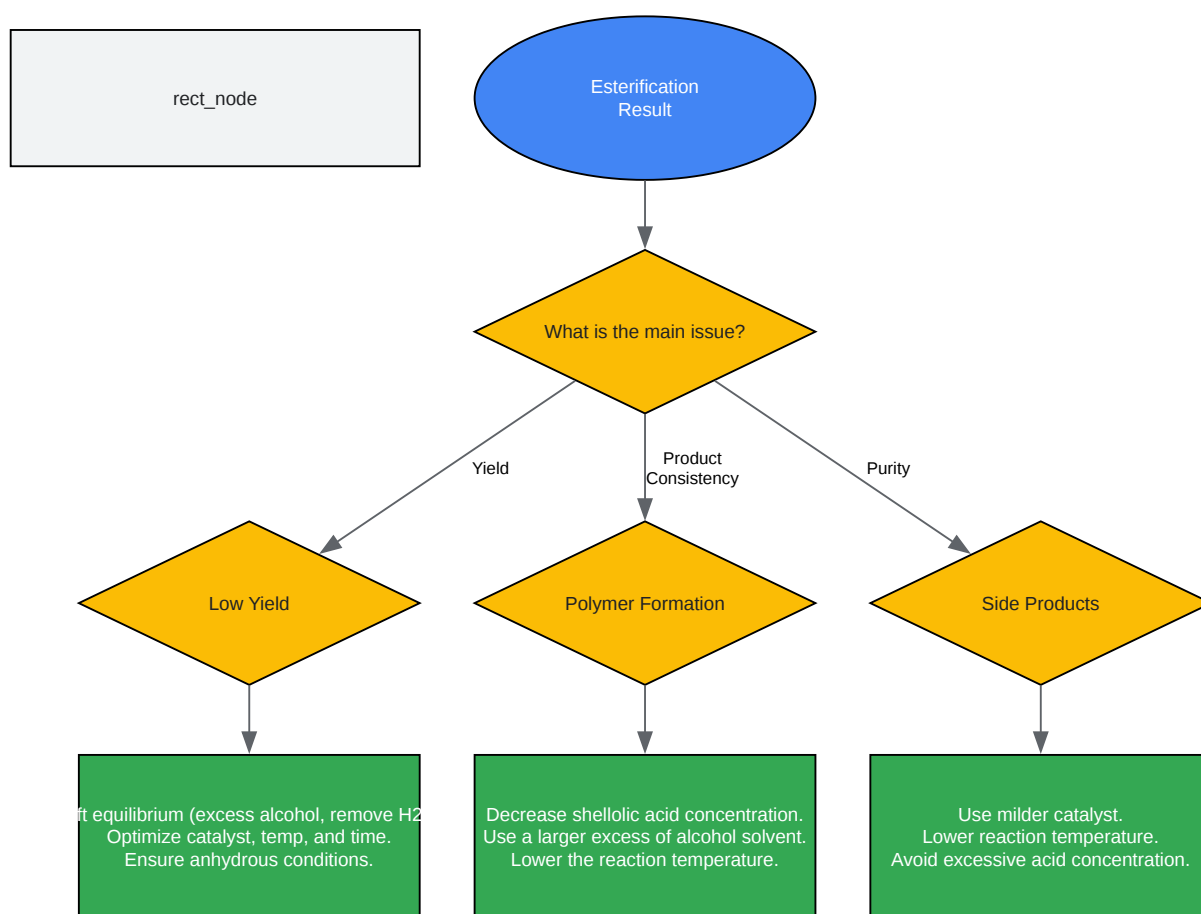 rect_node
Esterification
Result
What is the main issue?
Yield
Product
Consistency
Purity
Low Yield
Polymer Formation
Side Products
ft equilibrium (excess alcohol, remove H2
Optimize catalyst, temp, and time.
Ensure anhydrous conditions.
Decrease shellolic acid concentration.
Use a larger excess of alcohol solvent.
Lower the reaction temperature.
Use milder catalyst.
Lower reaction temperature.
Avoid excessive acid concentration.